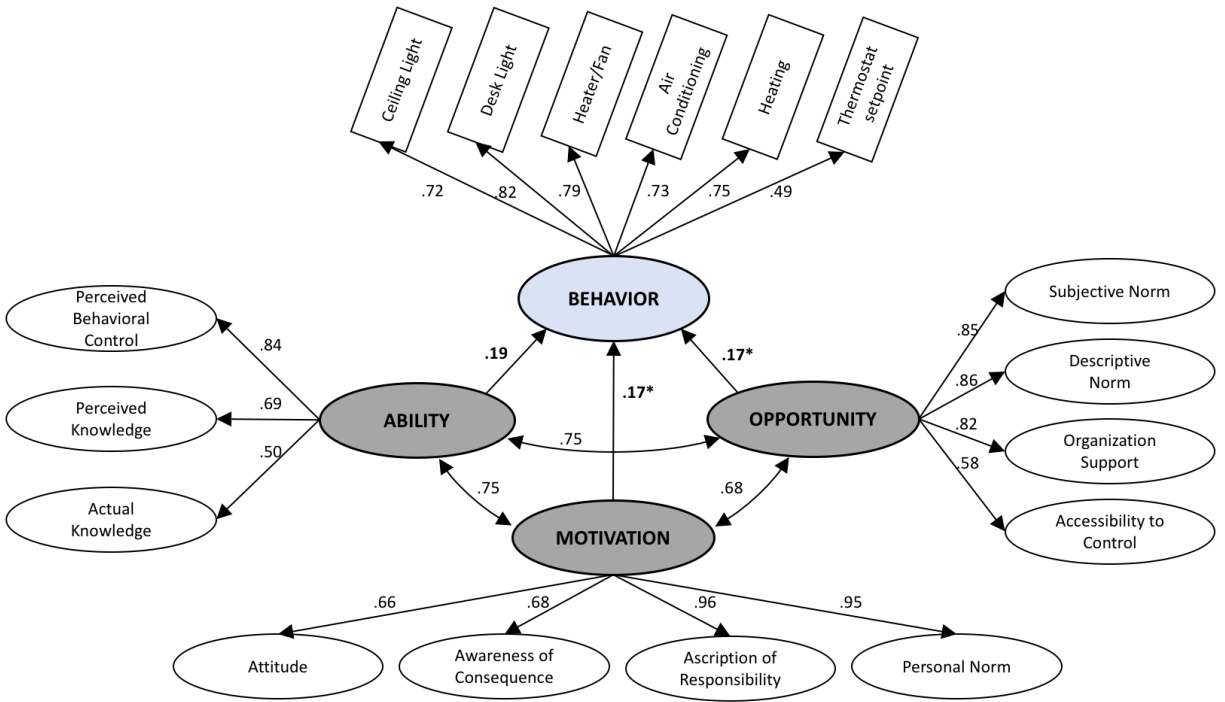 Ceiling Light
Desk Light
Heater/Fan
Air
Conditioning
Heating
Thermostat
setpoint
.72
.82
.79
.73
.75
.49
BEHAVIOR
Perceived
Behavioral
Control
Perceived
Knowledge
Actual
Knowledge
.84
.69
.50
ABILITY
.19
.17*
.17*
OPPORTUNITY
.85
.86
.82
.58
Subjective Norm
Descriptive
Norm
Organization
Support
Accessibility to
Control
.75
.75
.68
MOTIVATION
.66
.68
.96
.95
Attitude
Awareness of
Consequence
Ascription of
Responsibility
Personal Norm